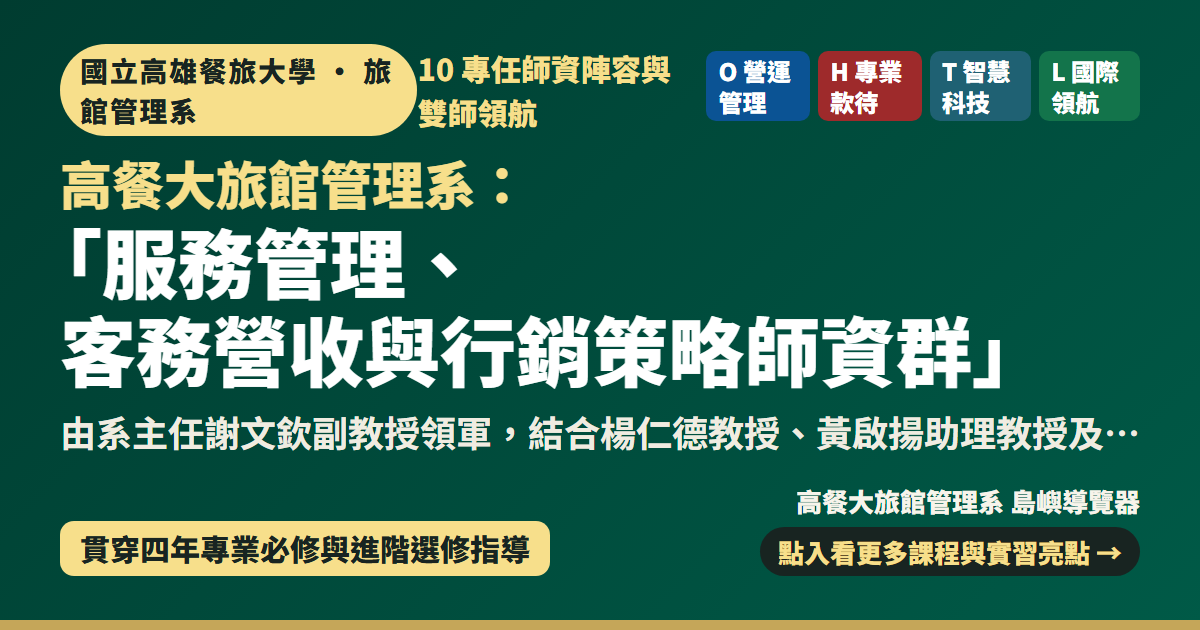 國立高雄餐旅大學 • 旅
館管理系
10 專任師資陣容與
雙師領航
O 營運
管理
H 專業
款待
T 智慧
科技
L 國際
領航
高餐大旅館管理系：
「服務管理、
客務營收與行銷策略師資群」
由系主任謝文欽副教授領軍，結合楊仁德教授、黃啟揚助理教授及…
高餐大旅館管理系 島嶼導覽器
貫穿四年專業必修與進階選修指導
點入看更多課程與實習亮點 →